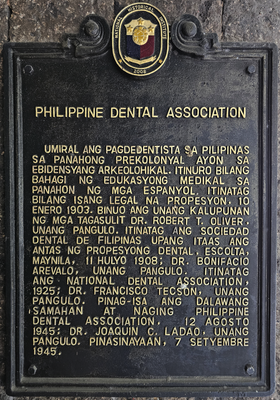 NATIONAL HISTORICAL INSTITUTE
2008
PHILIPPINE DENTAL ASSOCIATION
UMIRAL ANG PAGDEDENTISTA SA PILIPINAS
SA PANAHONG PREKOLONYAL AYON SA
EBIDENSYANG ARKEOLOHIKAL. ITINURO BILANG
BAHAGI NG EDUKASYONG MEDIKAL SA
PANAHON NG MGA ESPANYOL. ITINATAG
BILANG ISANG LEGAL NA PROPESYON, 10
ENERO 1903. BINUO ANG UNANG KALIPUNAN
NG MGA TAGASULIT DR. ROBERT T. OLIVER,
UNANG PANGULO. ITINATAG ANG SOCIEDAD
DENTAL DE FILIPINAS UPANG ITAAS ANG
ANTAS NG PROPESYONG DENTAL, ESCOLTA,
MAYNILA, 11 HULYO 1908; DR. BONIFACIO
AREVALO, UNANG PANGULO. ITINATAG
ANG NATIONAL DENTAL ASSOCIATION,
1925; DR. FRANCISCO TECSON, UNANG
PANGULO. PINAG-ISA ANG DALAWANG
SAMAHAN AT NAGING PHILIPPINE
DENTAL ASSOCIATION, 12 AGOSTO
1945; DR. JOAQUIN C. LADAO, UNANG
PANGULO. PINASINAYAAN, 7 SETYEMBRE
1945.